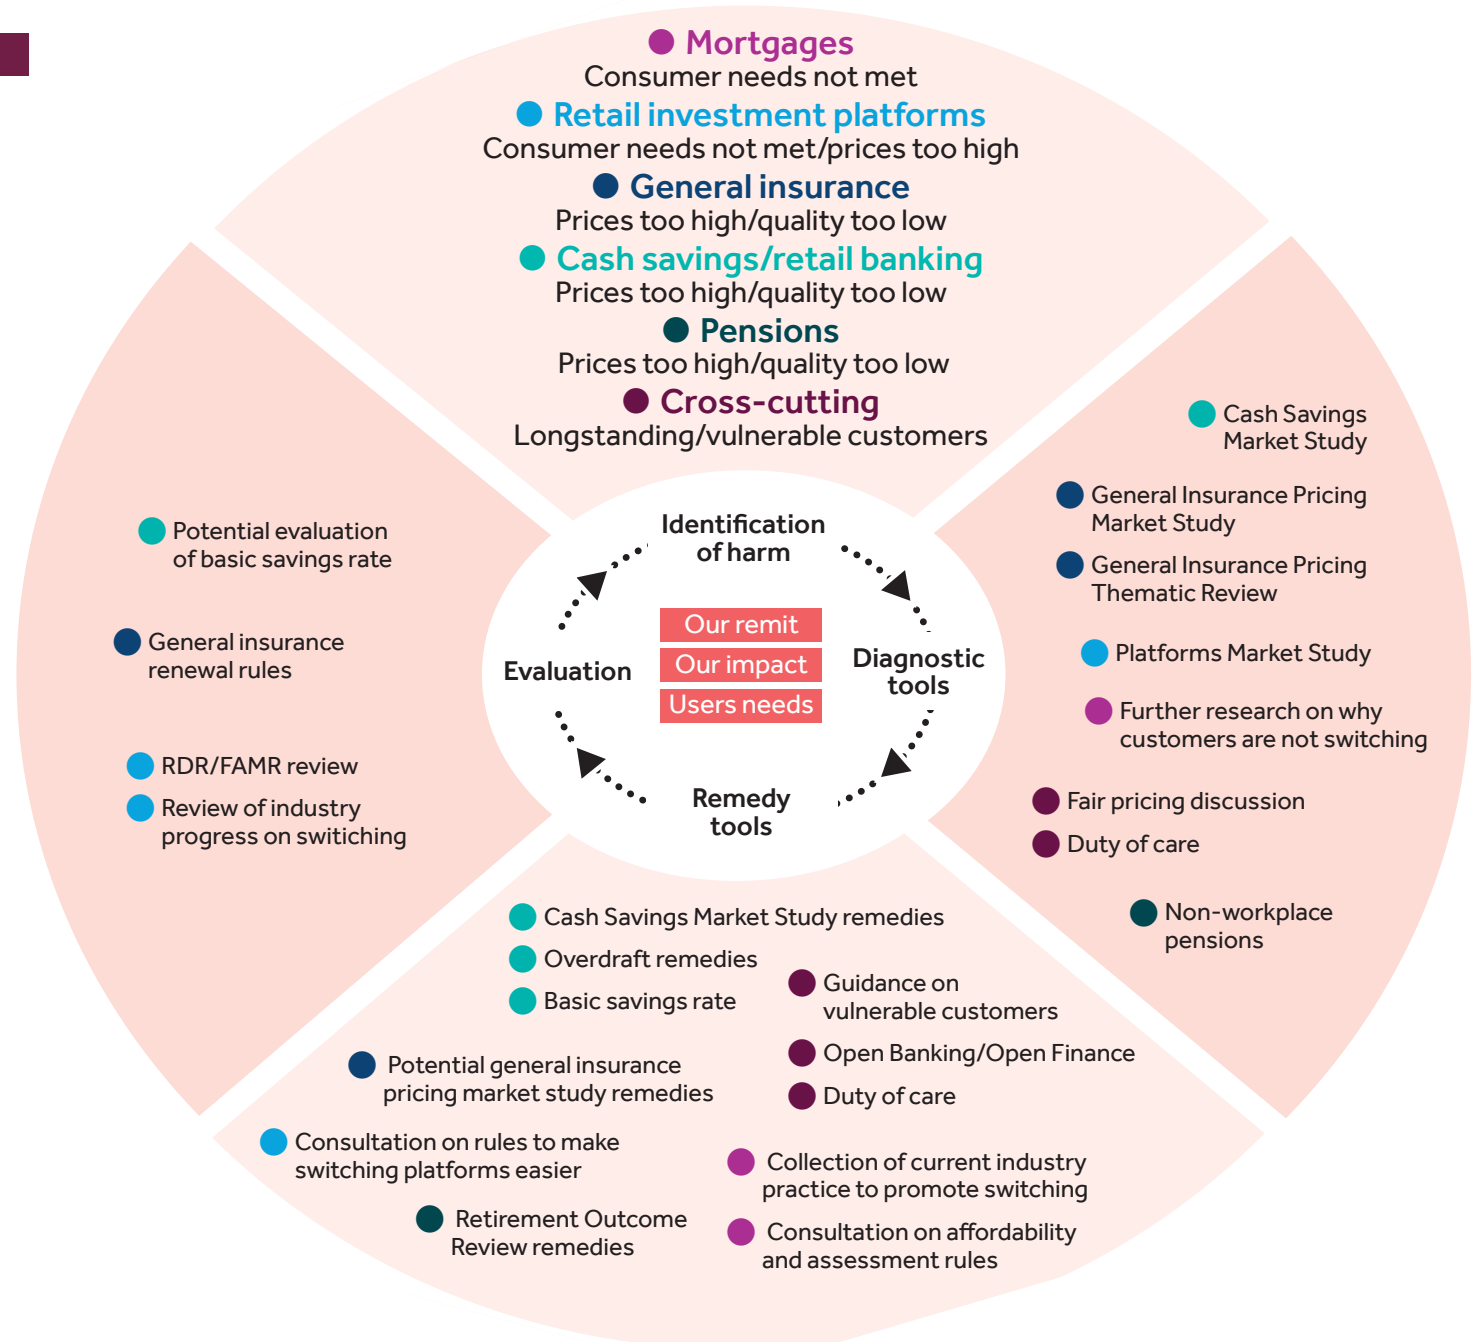 Mortgages
Consumer needs not met
Retail investment platforms
Consumer needs not met/prices too high
General insurance
Prices too high/quality too low
Cash savings/retail banking
Prices too high/quality too low
Pensions
Prices too high/quality too low
Cross-cutting
Longstanding/vulnerable customers
Cash Savings
Market Study
General Insurance Pricing
Market Study
General Insurance Pricing
Thematic Review
Platforms Market Study
Further research on why
customers are not switching
Fair pricing discussion
Duty of care
Non-workplace
pensions
Identification
of harm
Diagnostic
tools
Remedy
tools
Evaluation
Our remit
Our impact
Users needs
Cash Savings Market Study remedies
Overdraft remedies
Basic savings rate
Guidance on
vulnerable customers
Open Banking/Open Finance
Duty of care
Potential general insurance
pricing market study remedies
Consultation on rules to make
switching platforms easier
Retirement Outcome
Review remedies
Collection of current industry
practice to promote switching
Consultation on affordability
and assessment rules
Potential evaluation
of basic savings rate
General insurance
renewal rules
RDR/FAMR review
Review of industry
progress on switiching